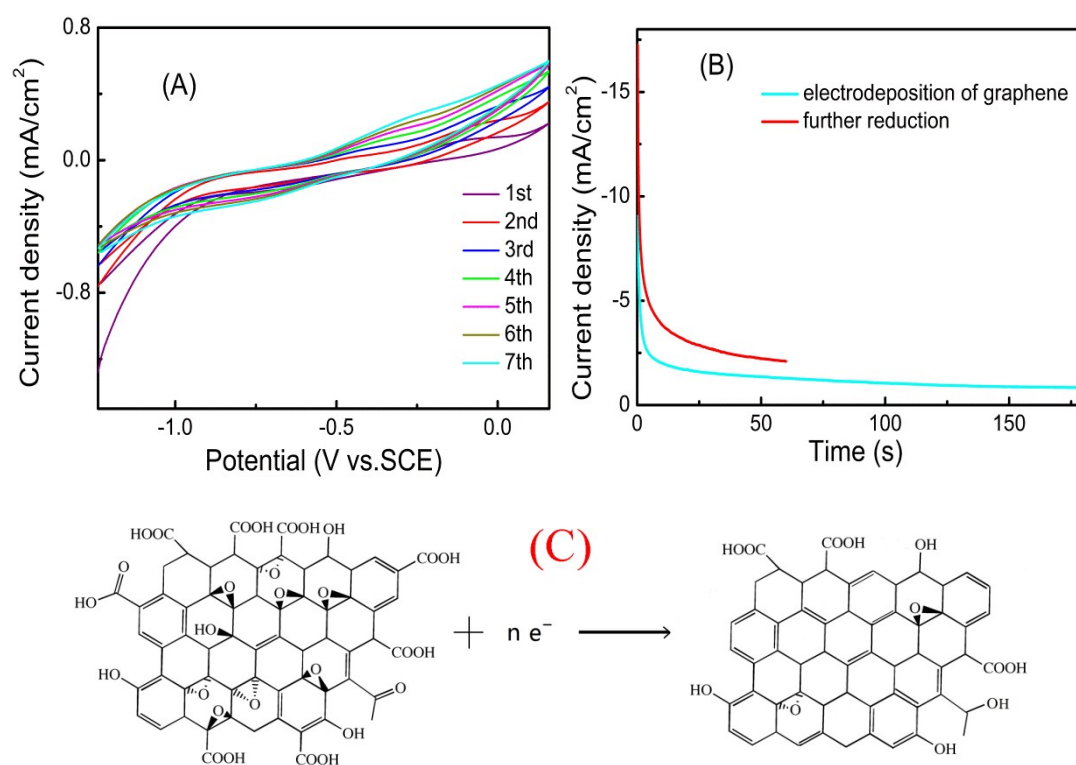 (A)
0.8
0.0
-0.8
Current density (mA/cm²)
-1.0
-0.5
0.0
Potential (V vs.SCE)
1st
2nd
3rd
4th
5th
6th
7th
(B)
-15
-10
-5
0
Current density (mA/cm²)
electrodeposition of graphene
further reduction
0
50
100
150
Time (s)
(C)
HOOC
COOH
COOH
OH
COOH
O
HO
O
O
O
O
HO
COOH
HO
O
O
O
O
O
OH
COOH
COOH
+ n e⁻
HOOC
COOH
OH
O
COOH
HO
O
OH
OH